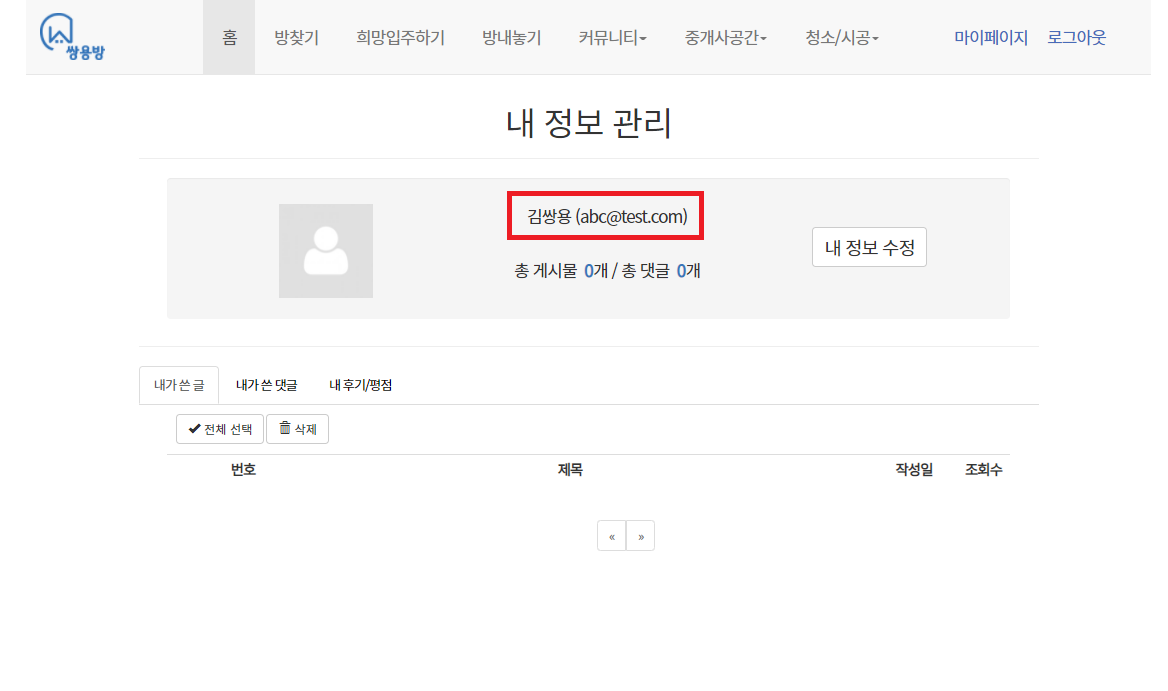 쌍용방
홈 방찾기 희망입주하기 방내놓기 커뮤니티 중개사공간 청소/시공 마이페이지 로그아웃
내 정보 관리
김쌍용 (abc@test.com)
총 게시물 0개 / 총 댓글 0개
내 정보 수정
내가 쓴 글 내가 쓴 댓글 내 후기/평점
전체 선택 삭제
번호 제목 작성일 조회수
« »